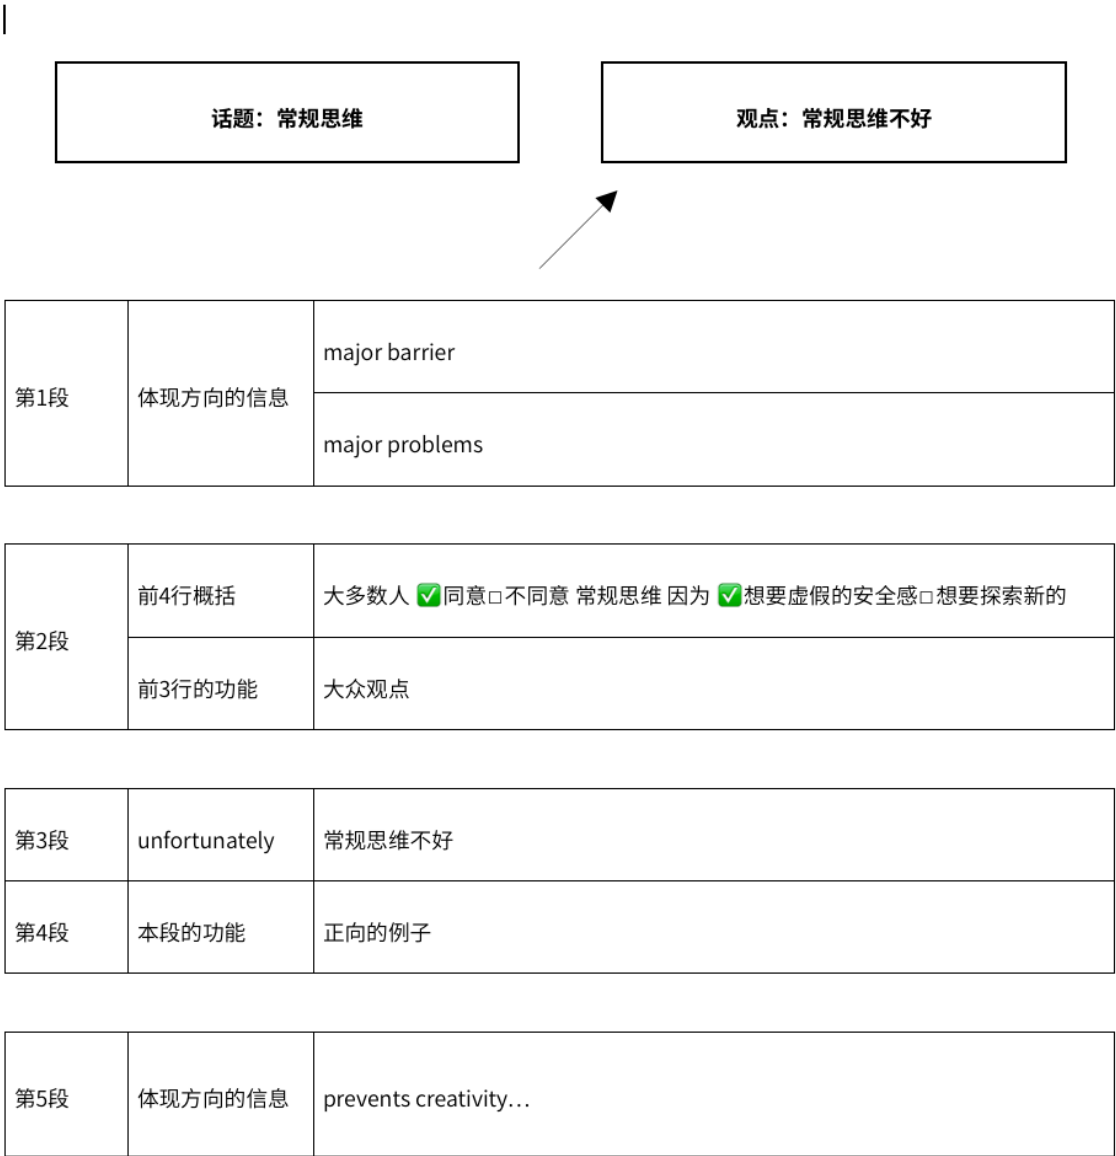 话题：常规思维
观点：常规思维不好
第1段
体现方向的信息
major barrier
major problems
第2段
前4行概括
大多数人 ✅同意□不同意 常规思维 因为 ✅想要虚假的安全感□想要探索新的
前3行的功能
大众观点
第3段
unfortunately
常规思维不好
第4段
本段的功能
正向的例子
第5段
体现方向的信息
prevents creativity…